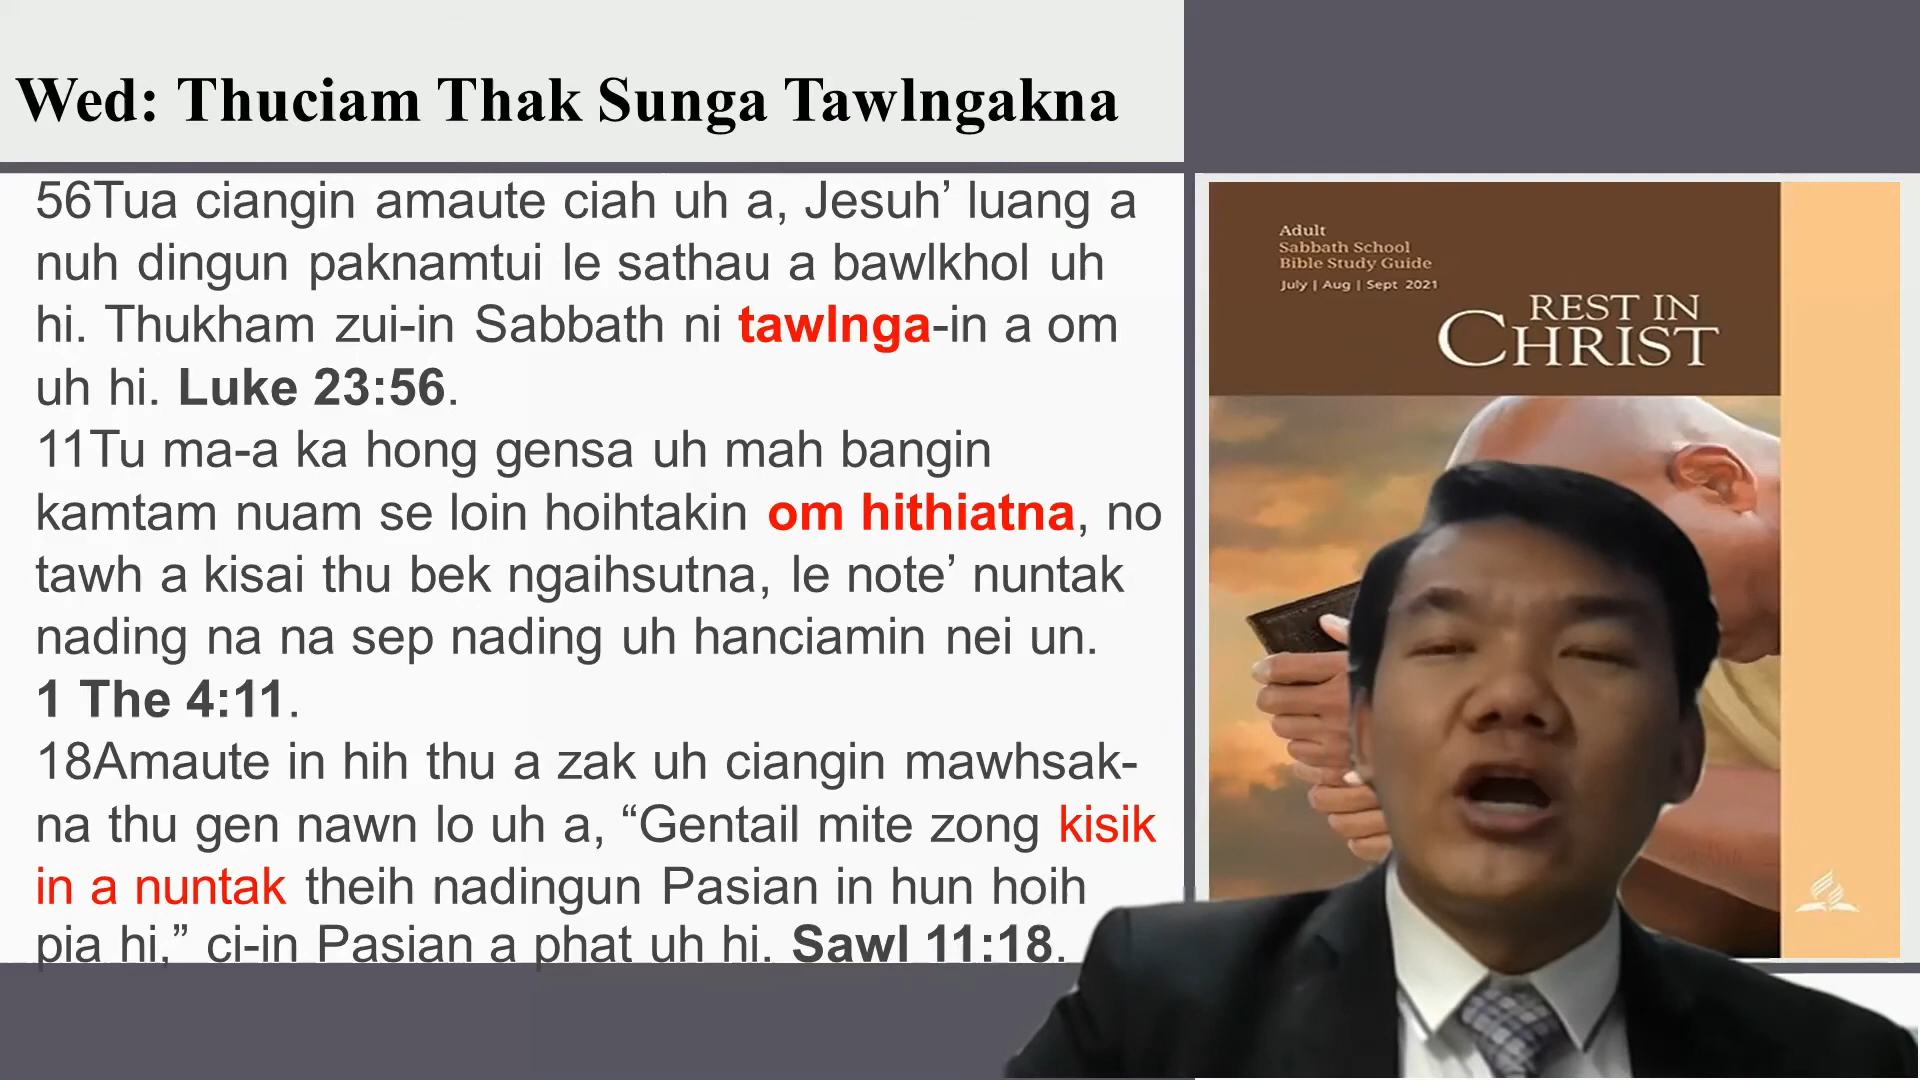 Wed: Thuciam Thak Sunga Tawlngakna
56Tua ciangin amaute ciah uh a, Jesuh’ luang a
nuh dingun paknamtui le sathau a bawlkhol uh
hi. Thukham zui-in Sabbath ni tawlnga-in a om
uh hi. Luke 23:56.
11Tu ma-a ka hong gensa uh mah bangin
kamtam nuam se loin hoihtakin om hithiatna, no
tawh a kisai thu bek ngaihsutna, le note’ nuntak
nading na na sep nading uh hanciamin nei un.
1 The 4:11.
18Amaute in hih thu a zak uh ciangin mawhsak-
na thu gen nawn lo uh a, “Gentail mite zong kisik
in a nuntak theih nadingun Pasian in hun hoih
pia hi,” ci-in Pasian a phat uh hi. Sawl 11:18.
Adult
Sabbath School
Bible Study Guide
July | Aug | Sept 2021
REST IN
CHRIST